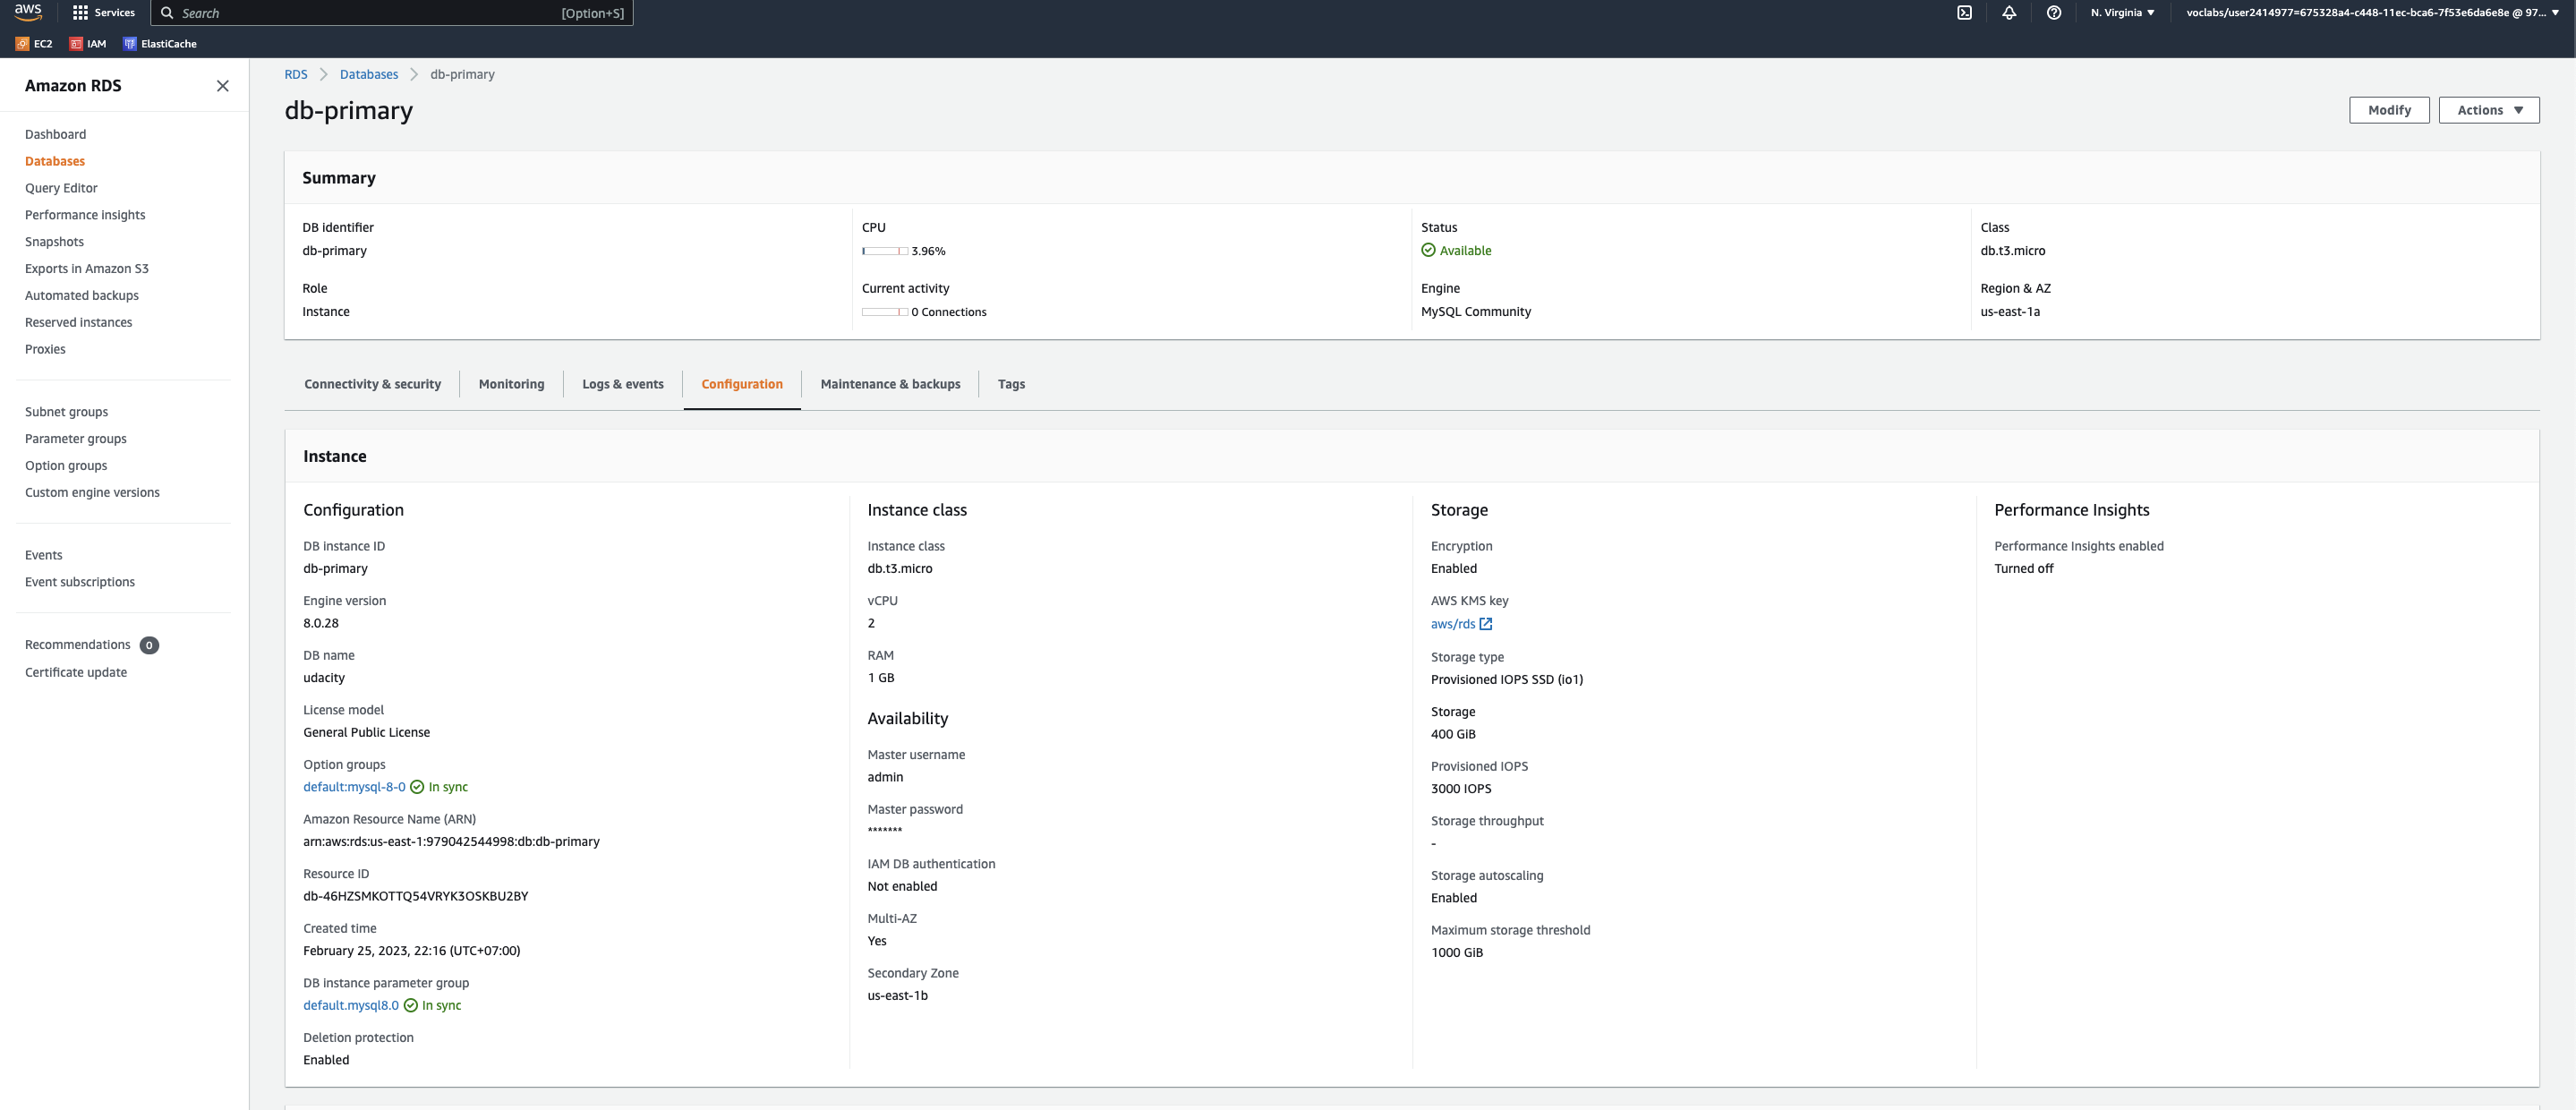 aws
Services
Search
[Option+S]
N. Virginia
voclabs/user2414977=675328a4-c448-11ec-bca6-7f53e6da6e8e @ 97...
EC2
IAM
ElastiCache
Amazon RDS
Dashboard
Databases
Query Editor
Performance insights
Snapshots
Exports in Amazon S3
Automated backups
Reserved instances
Proxies
Subnet groups
Parameter groups
Option groups
Custom engine versions
Events
Event subscriptions
Recommendations 0
Certificate update
RDS
Databases
db-primary
db-primary
Modify
Actions
Summary
DB identifier
db-primary
CPU
3.96%
Status
Available
Class
db.t3.micro
Role
Instance
Current activity
0 Connections
Engine
MySQL Community
Region & AZ
us-east-1a
Connectivity & security
Monitoring
Logs & events
Configuration
Maintenance & backups
Tags
Instance
Configuration
DB instance ID
db-primary
Engine version
8.0.28
DB name
udacity
License model
General Public License
Option groups
default:mysql-8-0 In sync
Amazon Resource Name (ARN)
arn:aws:rds:us-east-1:979042544998:db:db-primary
Resource ID
db-46HZSMKOTTQ54VRYK3OSKBU2BY
Created time
February 25, 2023, 22:16 (UTC+07:00)
DB instance parameter group
default.mysql8.0 In sync
Deletion protection
Enabled
Instance class
Instance class
db.t3.micro
vCPU
2
RAM
1 GB
Availability
Master username
admin
Master password
*******
IAM DB authentication
Not enabled
Multi-AZ
Yes
Secondary Zone
us-east-1b
Storage
Encryption
Enabled
AWS KMS key
aws/rds
Storage type
Provisioned IOPS SSD (io1)
Storage
400 GiB
Provisioned IOPS
3000 IOPS
Storage throughput
-
Storage autoscaling
Enabled
Maximum storage threshold
1000 GiB
Performance Insights
Performance Insights enabled
Turned off